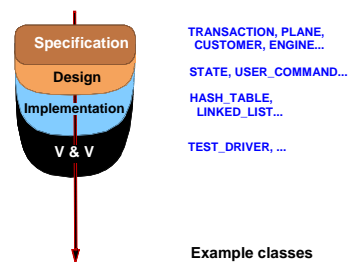 Specification
TRANSACTION, PLANE,
CUSTOMER, ENGINE...
Design
STATE, USER_COMMAND...
Implementation
HASH_TABLE,
LINKED_LIST...
V & V
TEST_DRIVER, ...
Example classes